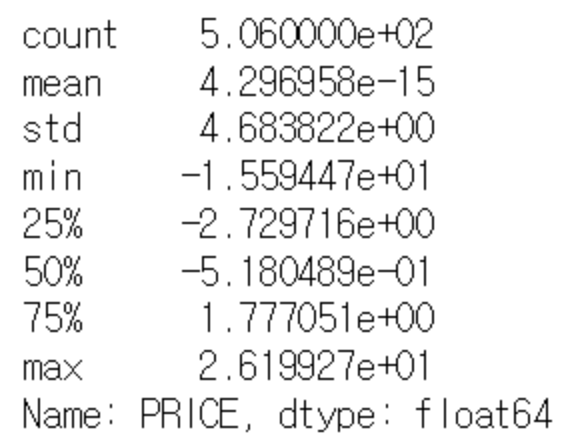 count 5.060000e+02
mean 4.296958e-15
std 4.683822e+00
min -1.559447e+01
25% -2.729716e+00
50% -5.180489e-01
75% 1.777051e+00
max 2.619927e+01
Name: PRICE, dtype: float64